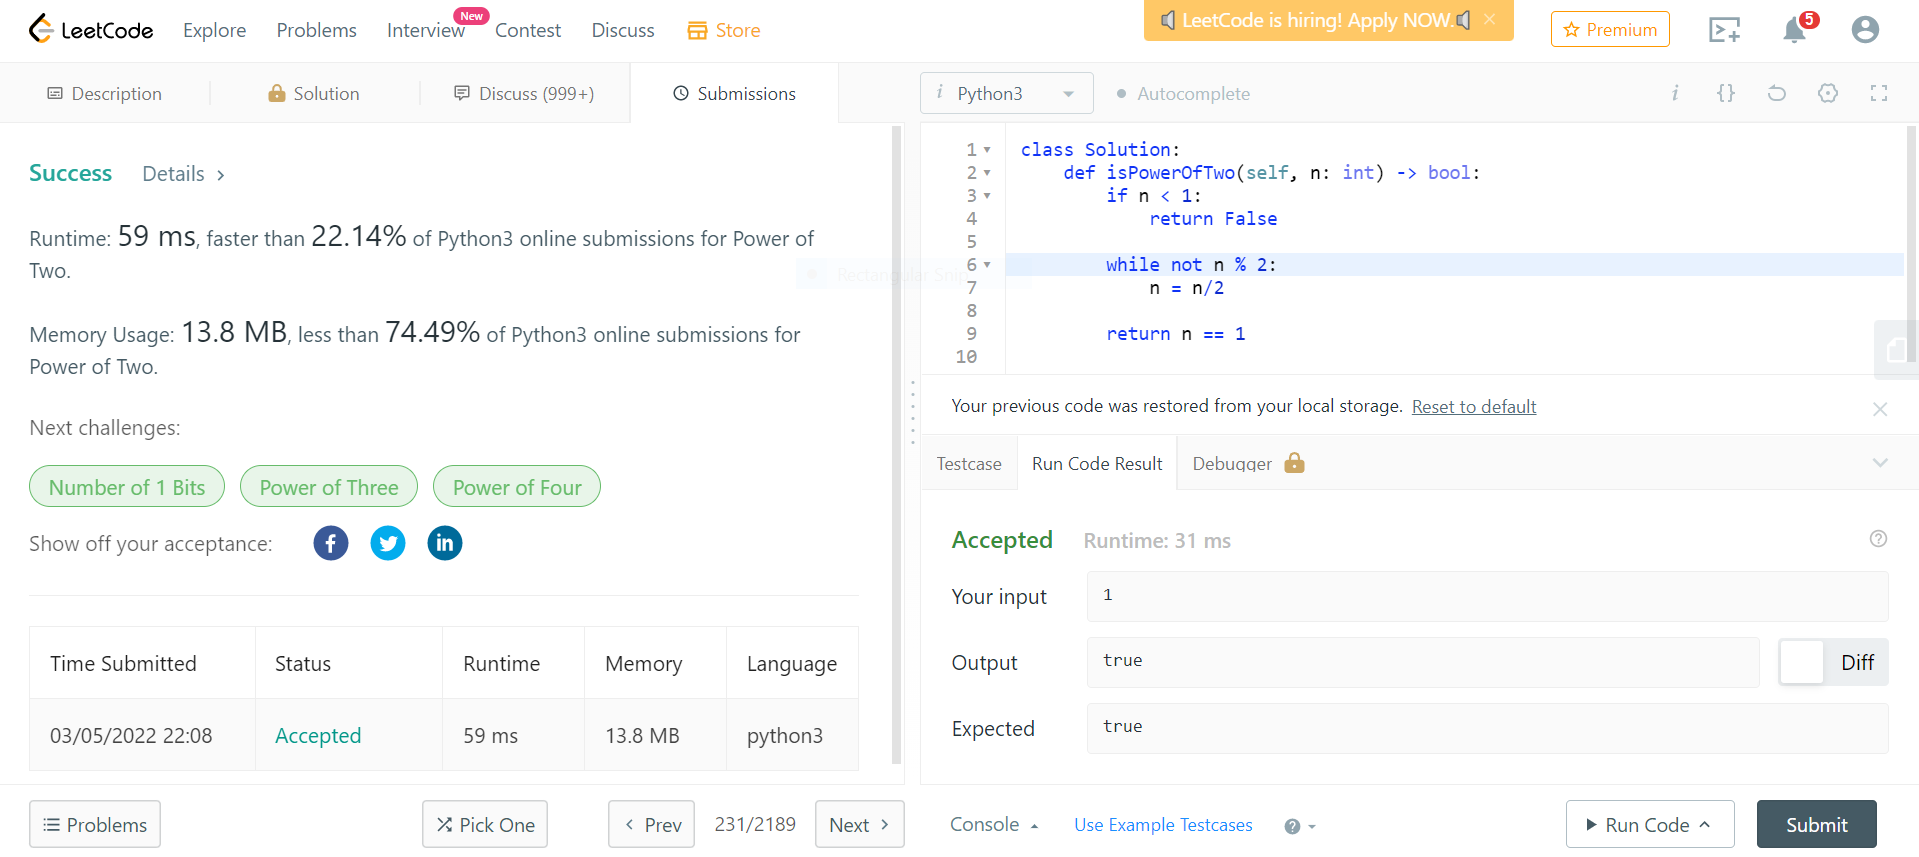 LeetCode Explore Problems Interview New Contest Discuss Store LeetCode is hiring! Apply NOW. × Premium 5
Description Solution Discuss (999+) Submissions
i Python3 Autocomplete i {}
Success Details >
Runtime: 59 ms, faster than 22.14% of Python3 online submissions for Power of
Two.
Memory Usage: 13.8 MB, less than 74.49% of Python3 online submissions for
Power of Two.
Next challenges:
Number of 1 Bits Power of Three Power of Four
Show off your acceptance: f in
Time Submitted Status Runtime Memory Language
03/05/2022 22:08 Accepted 59 ms 13.8 MB python3
Problems Pick One < Prev 231/2189 Next >
Rectangular Snip
1 class Solution:
2 def isPowerOfTwo(self, n: int) -> bool:
3 if n < 1:
4 return False
5
6 while not n % 2:
7 n = n/2
8
9 return n == 1
10
Your previous code was restored from your local storage. Reset to default ×
Testcase Run Code Result Debugger
Accepted Runtime: 31 ms ?
Your input 1
Output true Diff
Expected true
Console Use Example Testcases ? Run Code Submit